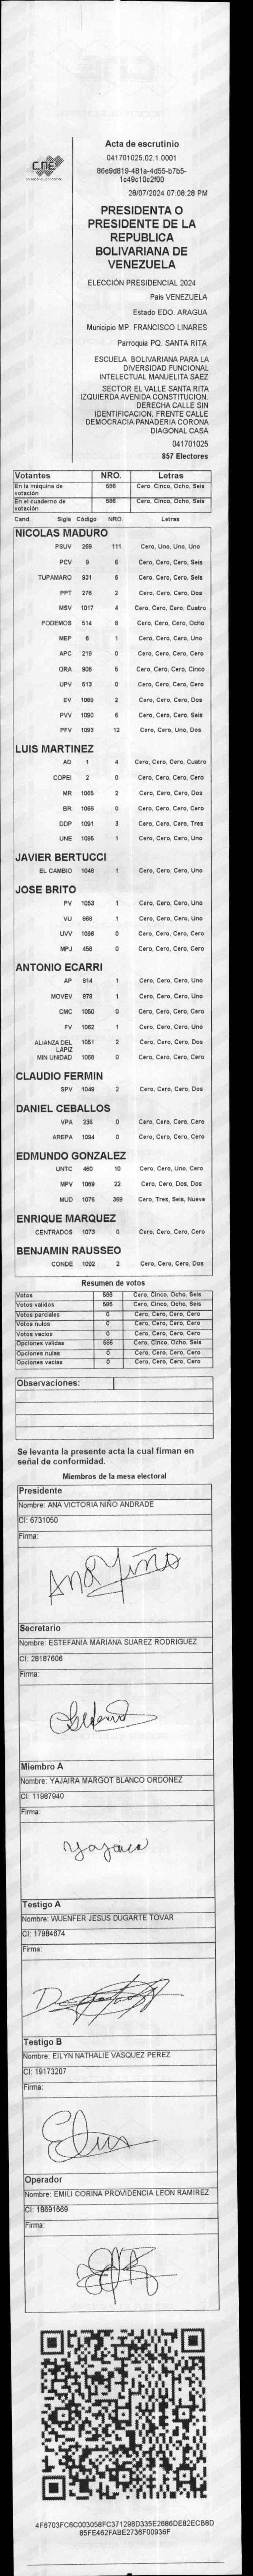 CNE
Acta de escrutinio
041701025.02.1.0001
86e9d819-481a-4d55-b7b5-
1c49c10c2f00
28/07/2024 07:08:28 PM
PRESIDENTA O
PRESIDENTE DE LA
REPUBLICA
BOLIVARIANA DE
VENEZUELA
ELECCIÓN PRESIDENCIAL 2024
País VENEZUELA
Estado EDO. ARAGUA
Municipio MP. FRANCISCO LINARES
Parroquia PQ. SANTA RITA
ESCUELA BOLIVARIANA PARA LA
DIVERSIDAD FUNCIONAL
INTELECTUAL MANUELITA SAEZ
SECTOR EL VALLE SANTA RITA
IZQUIERDA AVENIDA CONSTITUCION.
DERECHA CALLE SIN
IDENTIFICACION. FRENTE CALLE
DEMOCRACIA PANADERIA CORONA
DIAGONAL CASA
041701025
857 Electores
Votantes NRO. Letras
En la máquina de votación 586 Cero, Cinco, Ocho, Seis
En el cuaderno de votación 586 Cero, Cinco, Ocho, Seis
Cand. Sigla Código NRO. Letras
NICOLAS MADURO
PSUV 269 111 Cero, Uno, Uno, Uno
PCV 9 6 Cero, Cero, Cero, Seis
TUPAMARO 931 6 Cero, Cero, Cero, Seis
PPT 276 2 Cero, Cero, Cero, Dos
MSV 1017 4 Cero, Cero, Cero, Cuatro
PODEMOS 514 8 Cero, Cero, Cero, Ocho
MEP 6 1 Cero, Cero, Cero, Uno
APC 219 0 Cero, Cero, Cero, Cero
ORA 906 5 Cero, Cero, Cero, Cinco
UPV 513 0 Cero, Cero, Cero, Cero
EV 1089 2 Cero, Cero, Cero, Dos
PVV 1090 6 Cero, Cero, Cero, Seis
PFV 1093 12 Cero, Cero, Uno, Dos
LUIS MARTINEZ
AD 1 4 Cero, Cero, Cero, Cuatro
COPEI 2 0 Cero, Cero, Cero, Cero
MR 1065 2 Cero, Cero, Cero, Dos
BR 1066 0 Cero, Cero, Cero, Cero
DDP 1091 3 Cero, Cero, Cero, Tres
UNE 1095 1 Cero, Cero, Cero, Uno
JAVIER BERTUCCI
EL CAMBIO 1048 1 Cero, Cero, Cero, Uno
JOSE BRITO
PV 1053 1 Cero, Cero, Cero, Uno
VU 868 1 Cero, Cero, Cero, Uno
UVV 1096 0 Cero, Cero, Cero, Cero
MPJ 458 0 Cero, Cero, Cero, Cero
ANTONIO ECARRI
AP 814 1 Cero, Cero, Cero, Uno
MOVEV 878 1 Cero, Cero, Cero, Uno
CMC 1050 0 Cero, Cero, Cero, Cero
FV 1062 1 Cero, Cero, Cero, Uno
ALIANZA DEL LAPIZ 1051 2 Cero, Cero, Cero, Dos
MIN UNIDAD 1068 0 Cero, Cero, Cero, Cero
CLAUDIO FERMIN
SPV 1049 2 Cero, Cero, Cero, Dos
DANIEL CEBALLOS
VPA 236 0 Cero, Cero, Cero, Cero
AREPA 1094 0 Cero, Cero, Cero, Cero
EDMUNDO GONZALEZ
UNTC 460 10 Cero, Cero, Uno, Cero
MPV 1069 22 Cero, Cero, Dos, Dos
MUD 1075 369 Cero, Tres, Seis, Nueve
ENRIQUE MARQUEZ
CENTRADOS 1073 0 Cero, Cero, Cero, Cero
BENJAMIN RAUSSEO
CONDE 1092 2 Cero, Cero, Cero, Dos
Resumen de votos
Votos 586 Cero, Cinco, Ocho, Seis
Votos validos 586 Cero, Cinco, Ocho, Seis
Votos parciales 0 Cero, Cero, Cero, Cero
Votos nulos 0 Cero, Cero, Cero, Cero
Votos vacios 0 Cero, Cero, Cero, Cero
Opciones validas 586 Cero, Cinco, Ocho, Seis
Opciones nulas 0 Cero, Cero, Cero, Cero
Opciones vacias 0 Cero, Cero, Cero, Cero
Observaciones:
Se levanta la presente acta la cual firman en
señal de conformidad.
Miembros de la mesa electoral
Presidente
Nombre: ANA VICTORIA NIÑO ANDRADE
CI: 6731050
Firma:
Ana Niño
Secretario
Nombre: ESTEFANIA MARIANA SUAREZ RODRIGUEZ
CI: 28187606
Firma:
Miembro A
Nombre: YAJAIRA MARGOT BLANCO ORDONEZ
CI: 11987940
Firma:
Yajaira
Testigo A
Nombre: WUENFER JESUS DUGARTE TOVAR
CI: 17984674
Firma:
Testigo B
Nombre: EILYN NATHALIE VASQUEZ PEREZ
CI: 19173207
Firma:
Operador
Nombre: EMILI CORINA PROVIDENCIA LEON RAMIREZ
CI: 18691669
Firma:
4F6703FC6C003058FC371298D335E2686DE82ECB8D
85FE462FABE2736F00936F